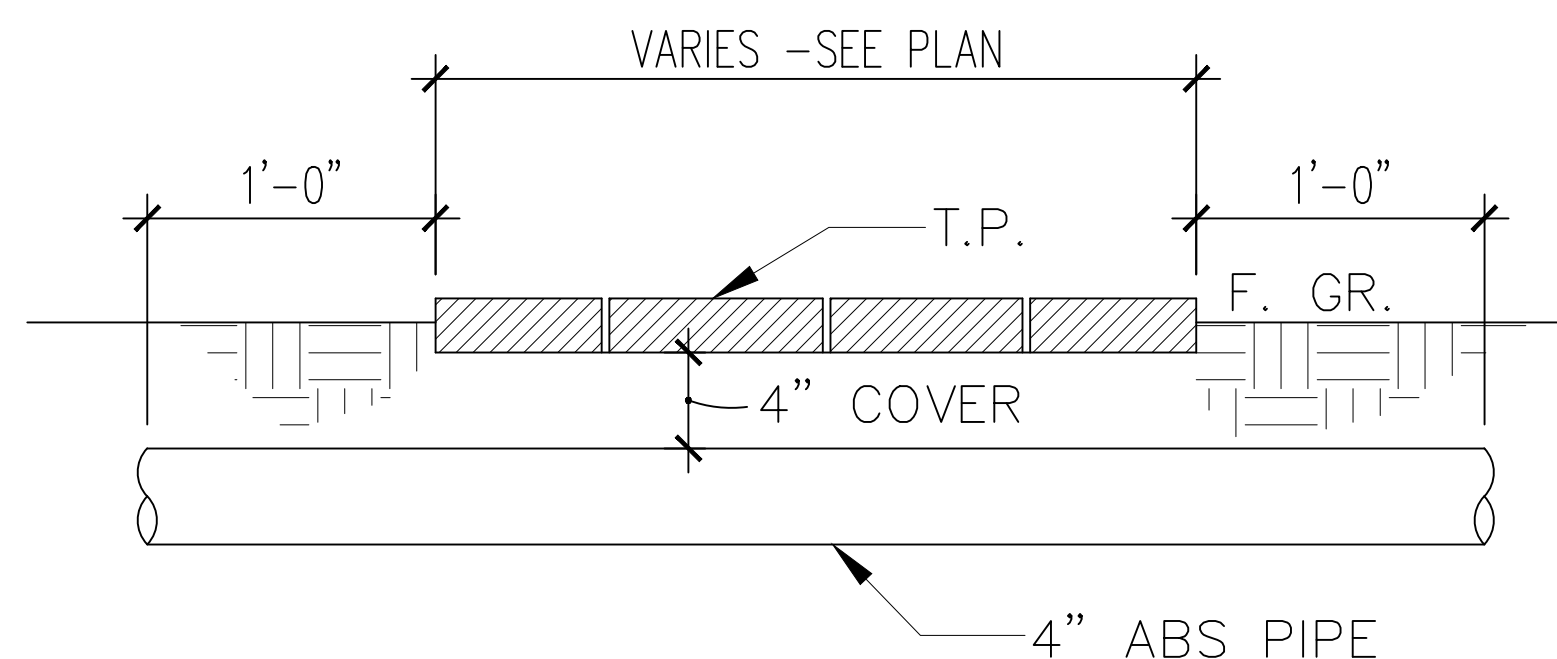 VARIES -SEE PLAN
1'-0" 1'-0"
T.P.
F. GR.
4" COVER
4" ABS PIPE